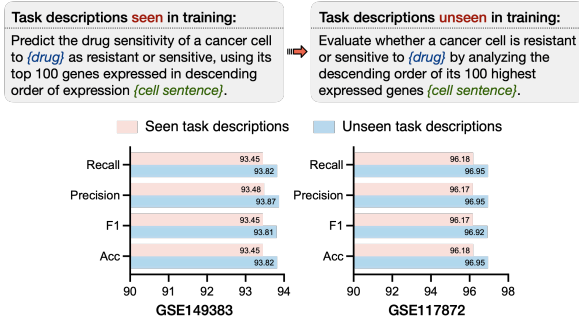 Task descriptions seen in training:
Predict the drug sensitivity of a cancer cell
to {drug} as resistant or sensitive, using its
top 100 genes expressed in descending
order of expression {cell sentence}.
Task descriptions unseen in training:
Evaluate whether a cancer cell is resistant
or sensitive to {drug} by analyzing the
descending order of its 100 highest
expressed genes {cell sentence}.
Seen task descriptions
Unseen task descriptions
Recall
93.45
93.82
Precision
93.48
93.87
F1
93.45
93.81
Acc
93.45
93.82
90 91 92 93 94
GSE149383
Recall
96.18
96.95
Precision
96.17
96.95
F1
96.17
96.92
Acc
96.18
96.95
90 92 94 96 98
GSE117872